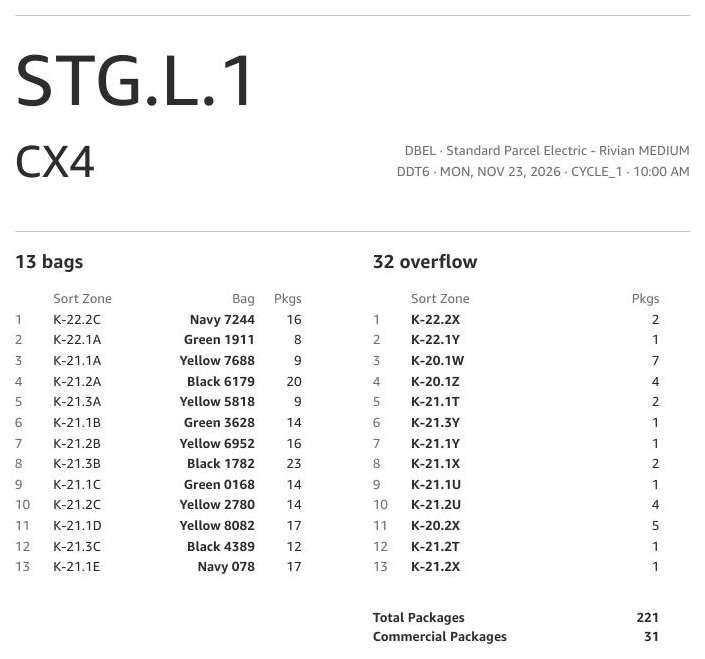 STG.L.1
CX4
DBEL · Standard Parcel Electric - Rivian MEDIUM
DDT6 · MON, NOV 23, 2026 · CYCLE_1 · 10:00 AM
13 bags
Sort Zone Bag Pkgs
1 K-22.2C Navy 7244 16
2 K-22.1A Green 1911 8
3 K-21.1A Yellow 7688 9
4 K-21.2A Black 6179 20
5 K-21.3A Yellow 5818 9
6 K-21.1B Green 3628 14
7 K-21.2B Yellow 6952 16
8 K-21.3B Black 1782 23
9 K-21.1C Green 0168 14
10 K-21.2C Yellow 2780 14
11 K-21.1D Yellow 8082 17
12 K-21.3C Black 4389 12
13 K-21.1E Navy 078 17
32 overflow
Sort Zone Pkgs
1 K-22.2X 2
2 K-22.1Y 1
3 K-20.1W 7
4 K-20.1Z 4
5 K-21.1T 2
6 K-21.3Y 1
7 K-21.1Y 1
8 K-21.1X 2
9 K-21.1U 1
10 K-21.2U 4
11 K-20.2X 5
12 K-21.2T 1
13 K-21.2X 1
Total Packages 221
Commercial Packages 31